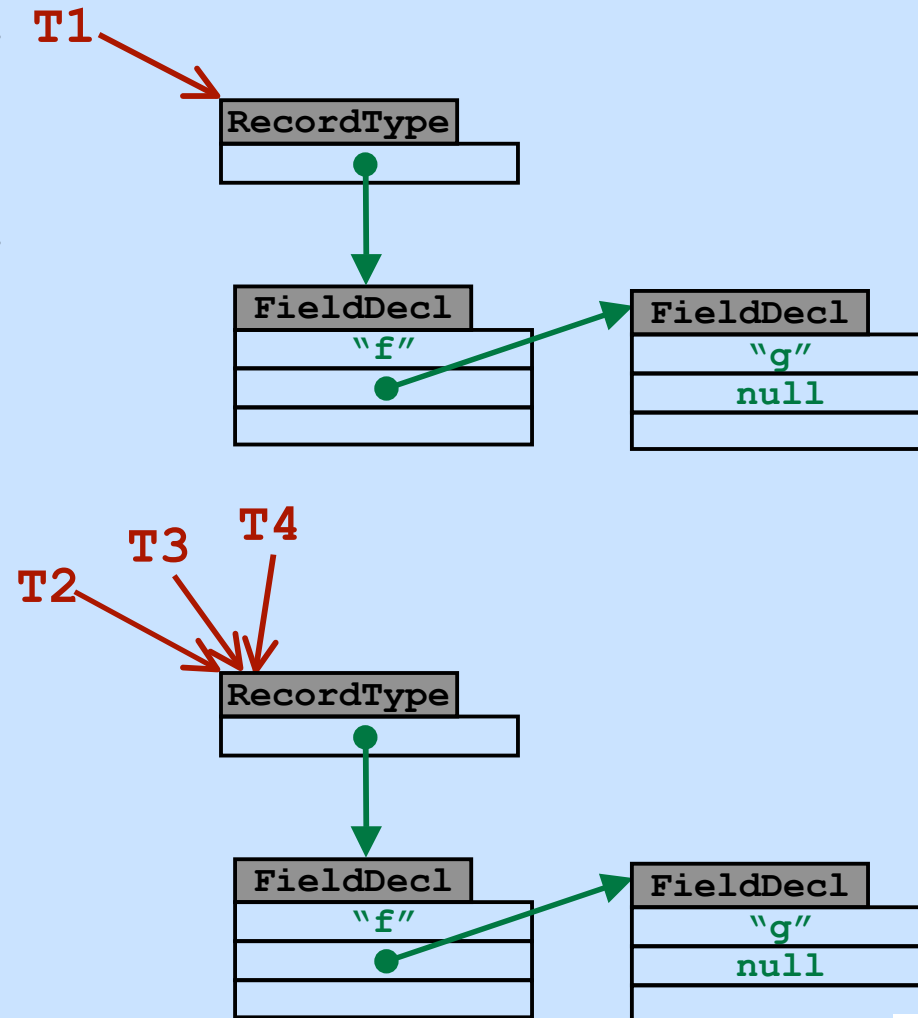 T1
RecordType
FieldDecl
“f”
FieldDecl
“g”
null
T4
T3
T2
RecordType
FieldDecl
“f”
FieldDecl
“g”
null